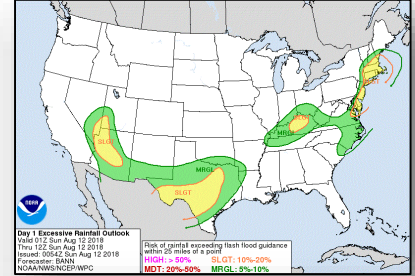 SLGT
SLGT
MRGL
MRGL
SLGT
SLGT
NOAA
Day 1 Excessive Rainfall Outlook
Valid 01Z Sun Aug 12 2018
Thru 12Z Sun Aug 12 2018
Issued: 0054Z Sun Aug 12 2018
Forecaster: BANN
NOAA/NWS/NCEP/WPC
Risk of rainfall exceeding flash flood guidance
within 25 miles of a point
HIGH: > 50% SLGT: 10%-20%
MDT: 20%-50% MRGL: 5%-10%